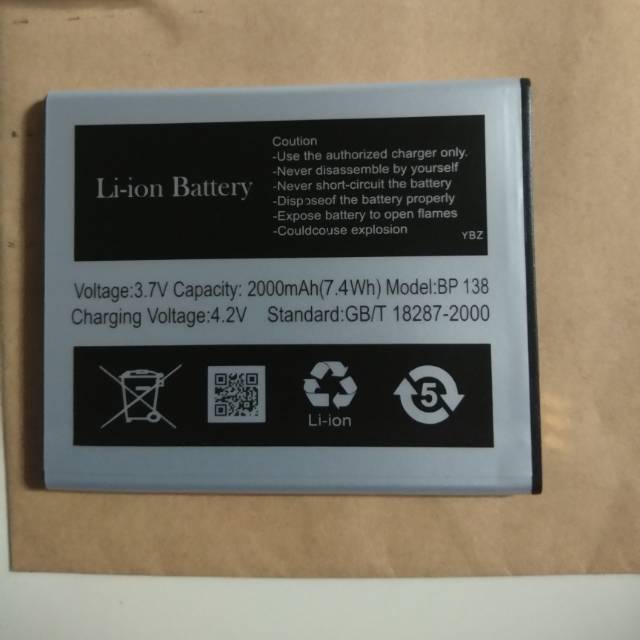 Coution
-Use the authorized charger only.
-Never disassemble by yourself
-Never short-circuit the battery
-Disposeof the battery properly
-Expose battery to open flames
-Couldcouse explosion
Li-ion Battery
YBZ
Voltage:3.7V Capacity: 2000mAh(7.4Wh) Model:BP 138
Charging Voltage:4.2V Standard:GB/T 18287-2000
Li-ion
5